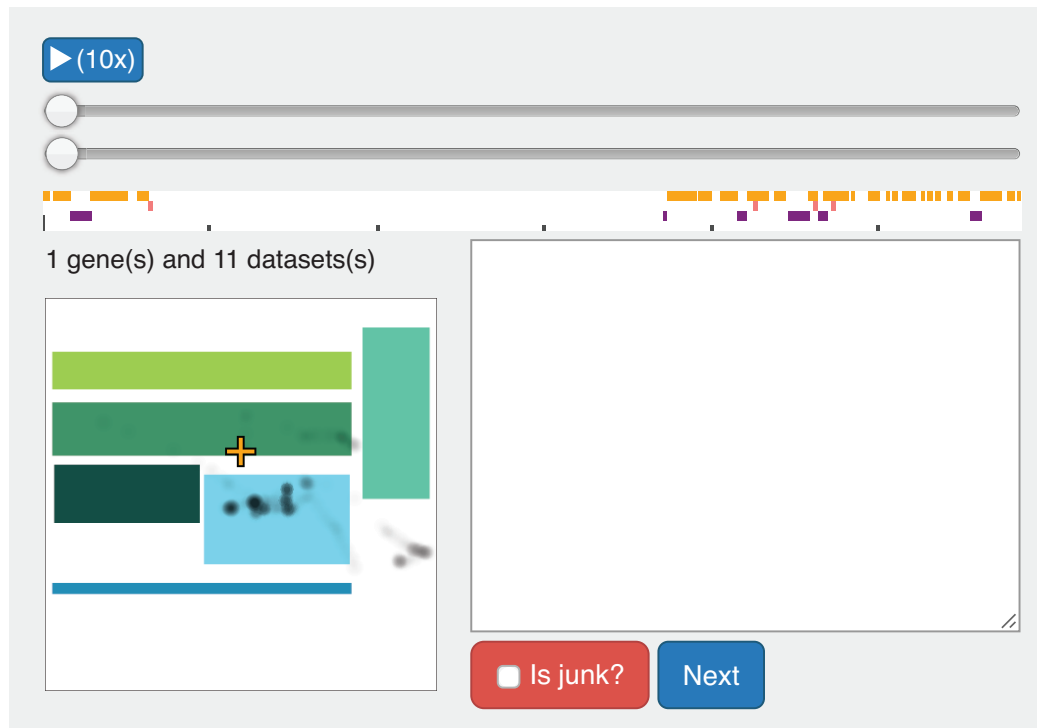 (10x)
1 gene(s) and 11 datasets(s)
Is junk?
Next